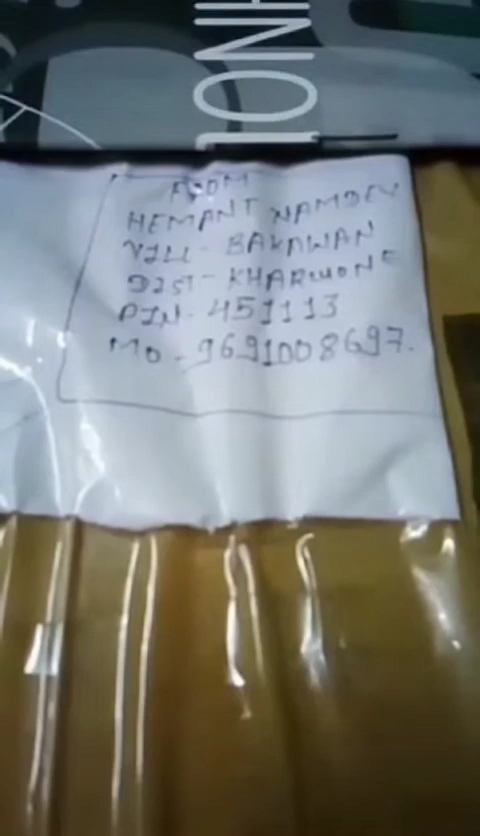 FROM
HEMANT NAMDEV
VILL - BAKAWAN
DIST - KHARGONE
PIN - 451113
MO - 9691008697.